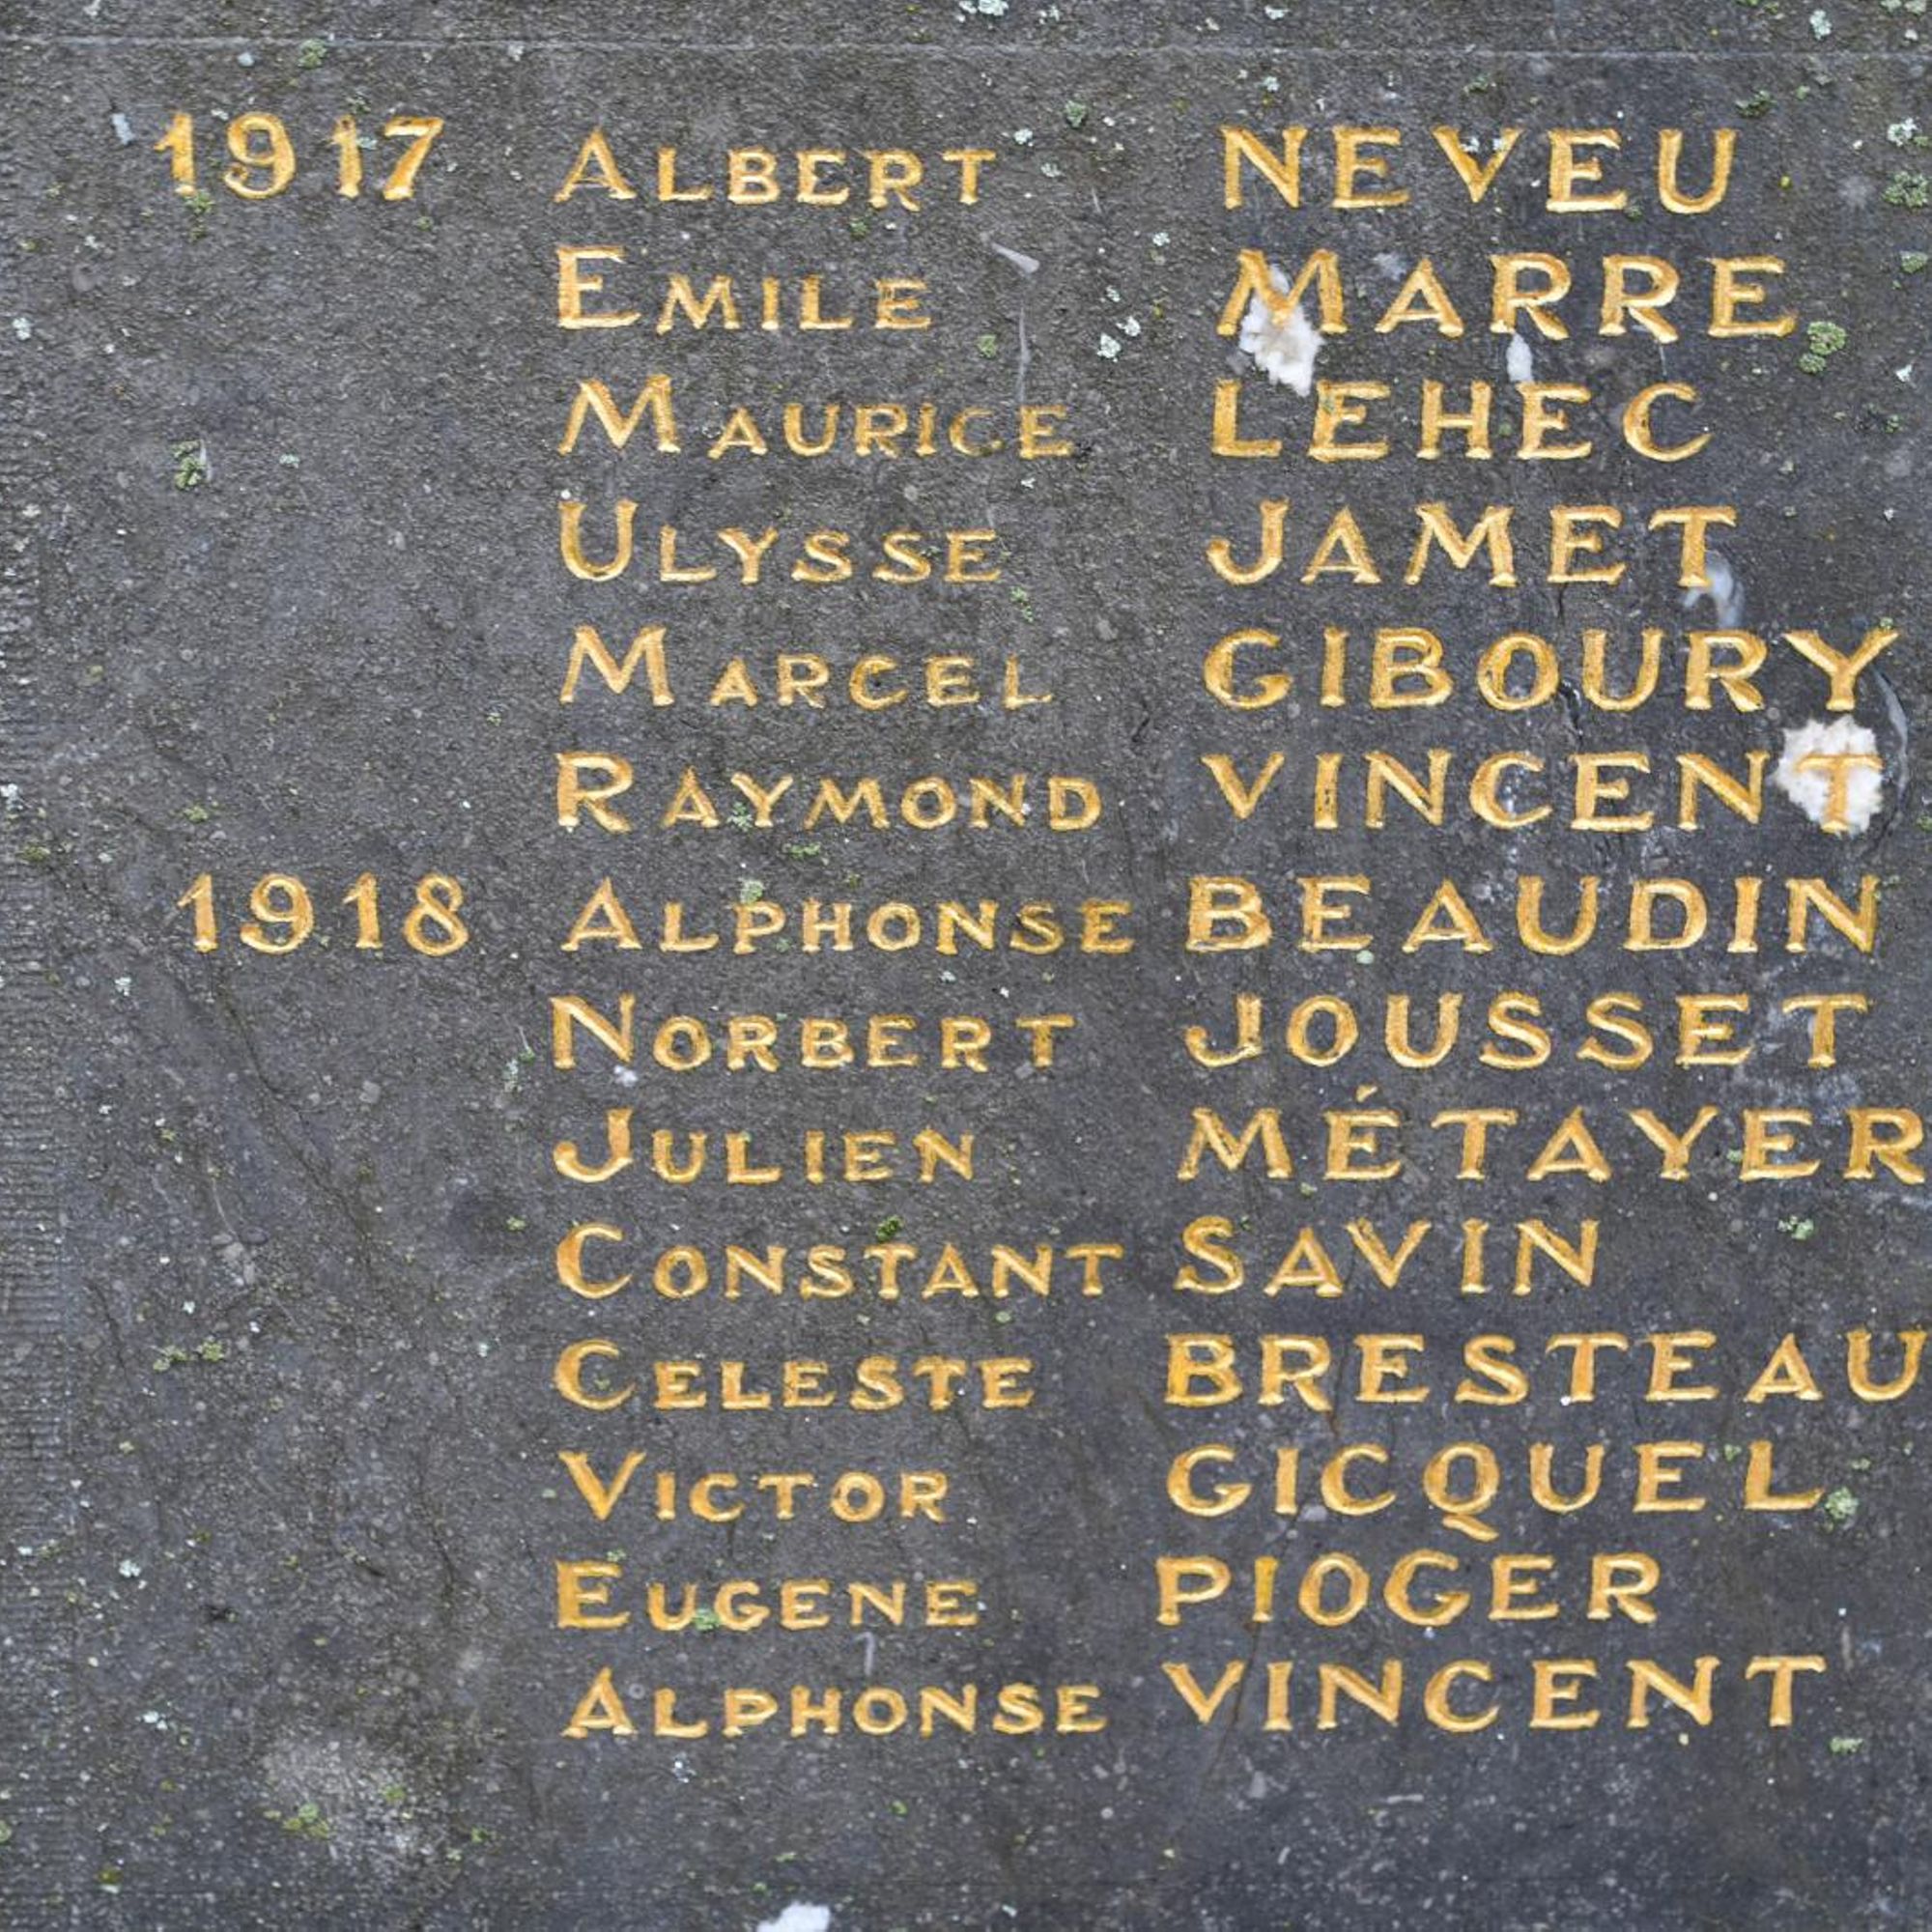 1917 ALBERT NEVEU
EMILE MARRE
MAURICE LEHEC
ULYSSE JAMET
MARCEL GIBOURY
RAYMOND VINCENT
1918 ALPHONSE BEAUDIN
NORBERT JOUSSET
JULIEN MÉTAYER
CONSTANT SAVIN
CELESTE BRESTEAU
VICTOR GICQUEL
EUGENE PIOGER
ALPHONSE VINCENT